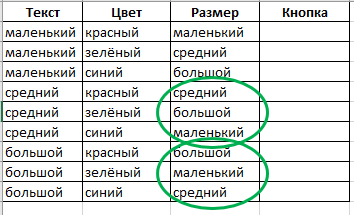 Текст Цвет Размер Кнопка
маленький красный маленький
маленький зелёный средний
маленький синий большой
средний красный средний
средний зелёный большой
средний синий маленький
большой красный большой
большой зелёный маленький
большой синий средний